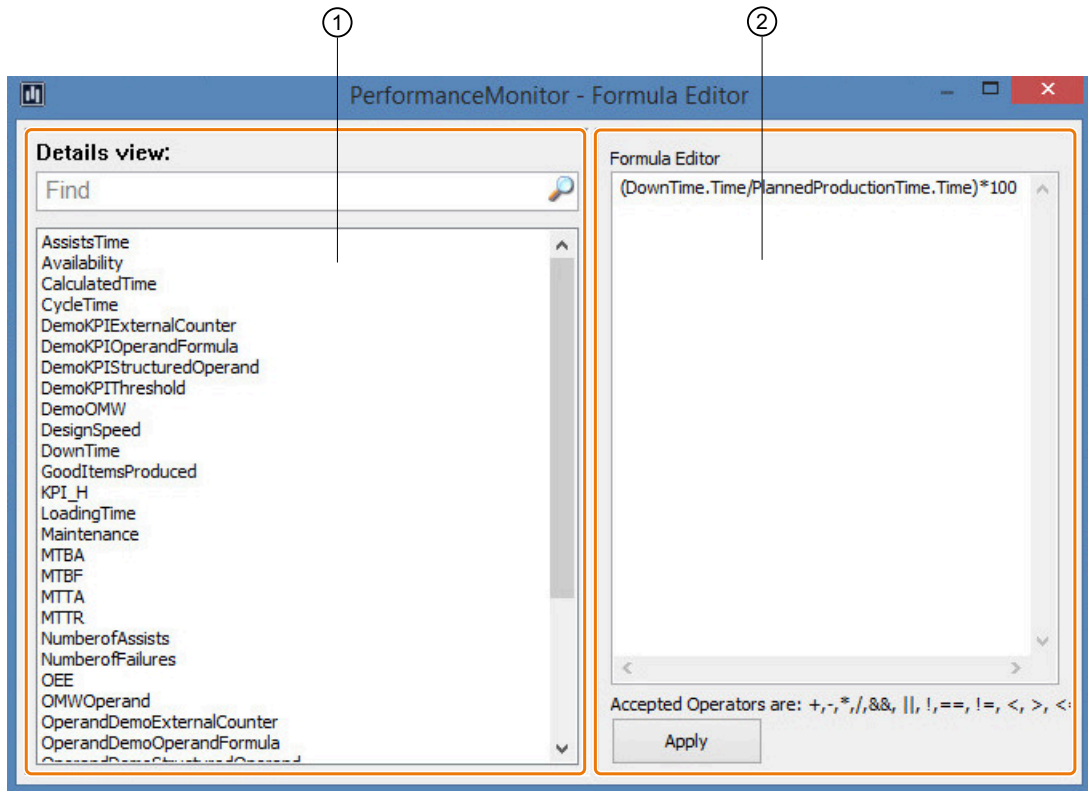 1
2
PerformanceMonitor - Formula Editor
Details view:
Find
AssistsTime
Availability
CalculatedTime
CycleTime
DemoKPIExternalCounter
DemoKPIOperandFormula
DemoKPIStructuredOperand
DemoKPIThreshold
DemoOMW
DesignSpeed
DownTime
GoodItemsProduced
KPI_H
LoadingTime
Maintenance
MTBA
MTBF
MTTA
MTTR
NumberofAssists
NumberofFailures
OEE
OMWOperand
OperandDemoExternalCounter
OperandDemoOperandFormula
OperandDemoStructuredOperand
Formula Editor
(DownTime.Time/PlannedProductionTime.Time)*100
Accepted Operators are: +,-,*,/,&&, ||, !,==, !=, <, >, <
Apply